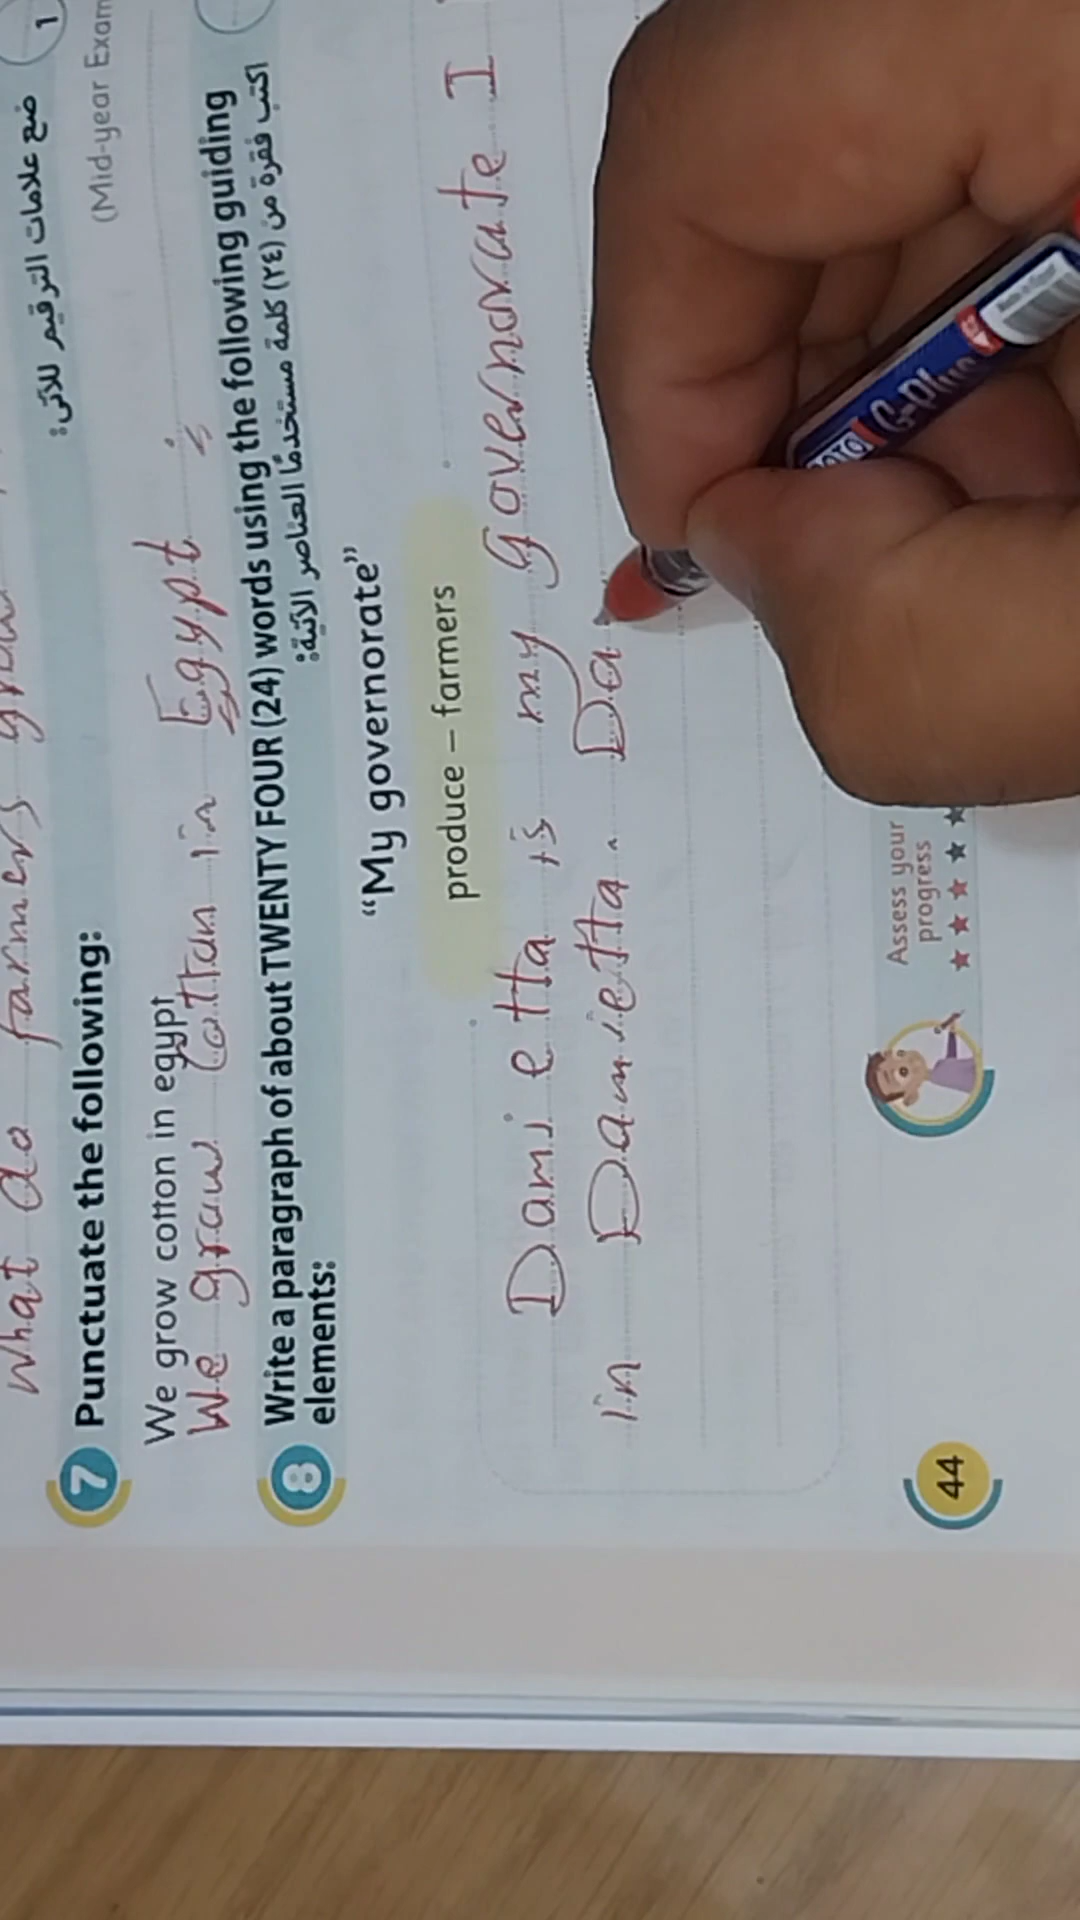 What do farmers
7 Punctuate the following:
ضع علامات الترقيم للآتي:
1
(Mid-year Exam
We grow cotton in egypt
We grow Cotton in Egypt.
8 Write a paragraph of about TWENTY FOUR (24) words using the following guiding
elements:
اكتب فقرة من (٢٤) كلمة مستخدمًا العناصر الآتية:
“My governorate”
produce – farmers
Damietta is my governorate I
in Damietta. Da
G-Plus
Assess your
progress
44